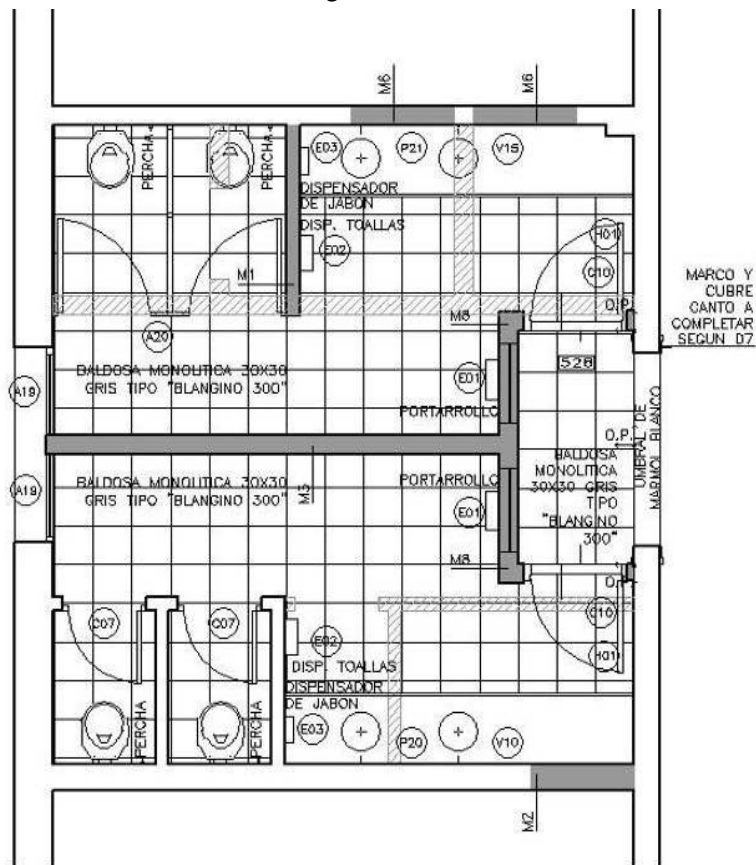 M6
M6
PERCHA
PERCHA
E03
P21
V15
DISPENSADOR
DE JABON
DISP. TOALLAS
E02
H01
C10
M1
O.P.
M8
MARCO Y
CUBRE
CANTO A
COMPLETAR
SEGUN D7
A20
528
A19
BALDOSA MONOLITICA 30X30
GRIS TIPO "BLANGINO 300"
E01
PORTARROLLO
O.P.
UMBRAL DE
MARMOL BLANCO
BALDOSA
MONOLITICA
30X30 GRIS
TIPO
"BLANGINO
300"
A19
BALDOSA MONOLITICA 30X30
GRIS TIPO "BLANGINO 300"
PORTARROLLO
E01
M8
C07
C07
E02
C10
H01
DISP. TOALLAS
DISPENSADOR
DE JABON
PERCHA
PERCHA
E03
P20
V10
M2